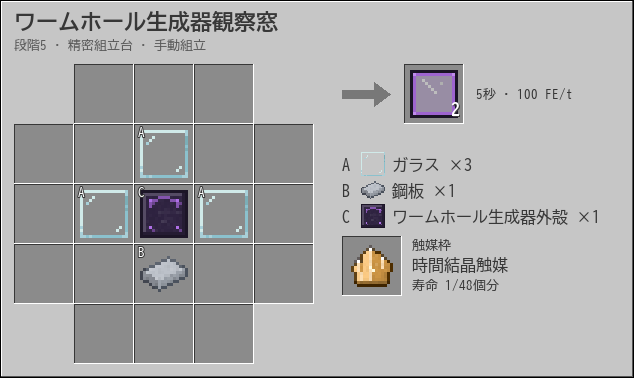 ワームホール生成器観察窓
段階5 · 精密組立台 · 手動組立
2
5秒 · 100 FE/t
A
A
C
A
B
A ガラス ×3
B 鋼板 ×1
C ワームホール生成器外殻 ×1
触媒枠
時間結晶触媒
寿命 1/48個分